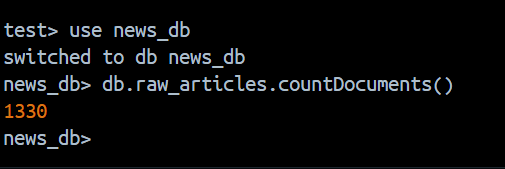 test> use news_db
switched to db news_db
news_db> db.raw_articles.countDocuments()
1330
news_db>